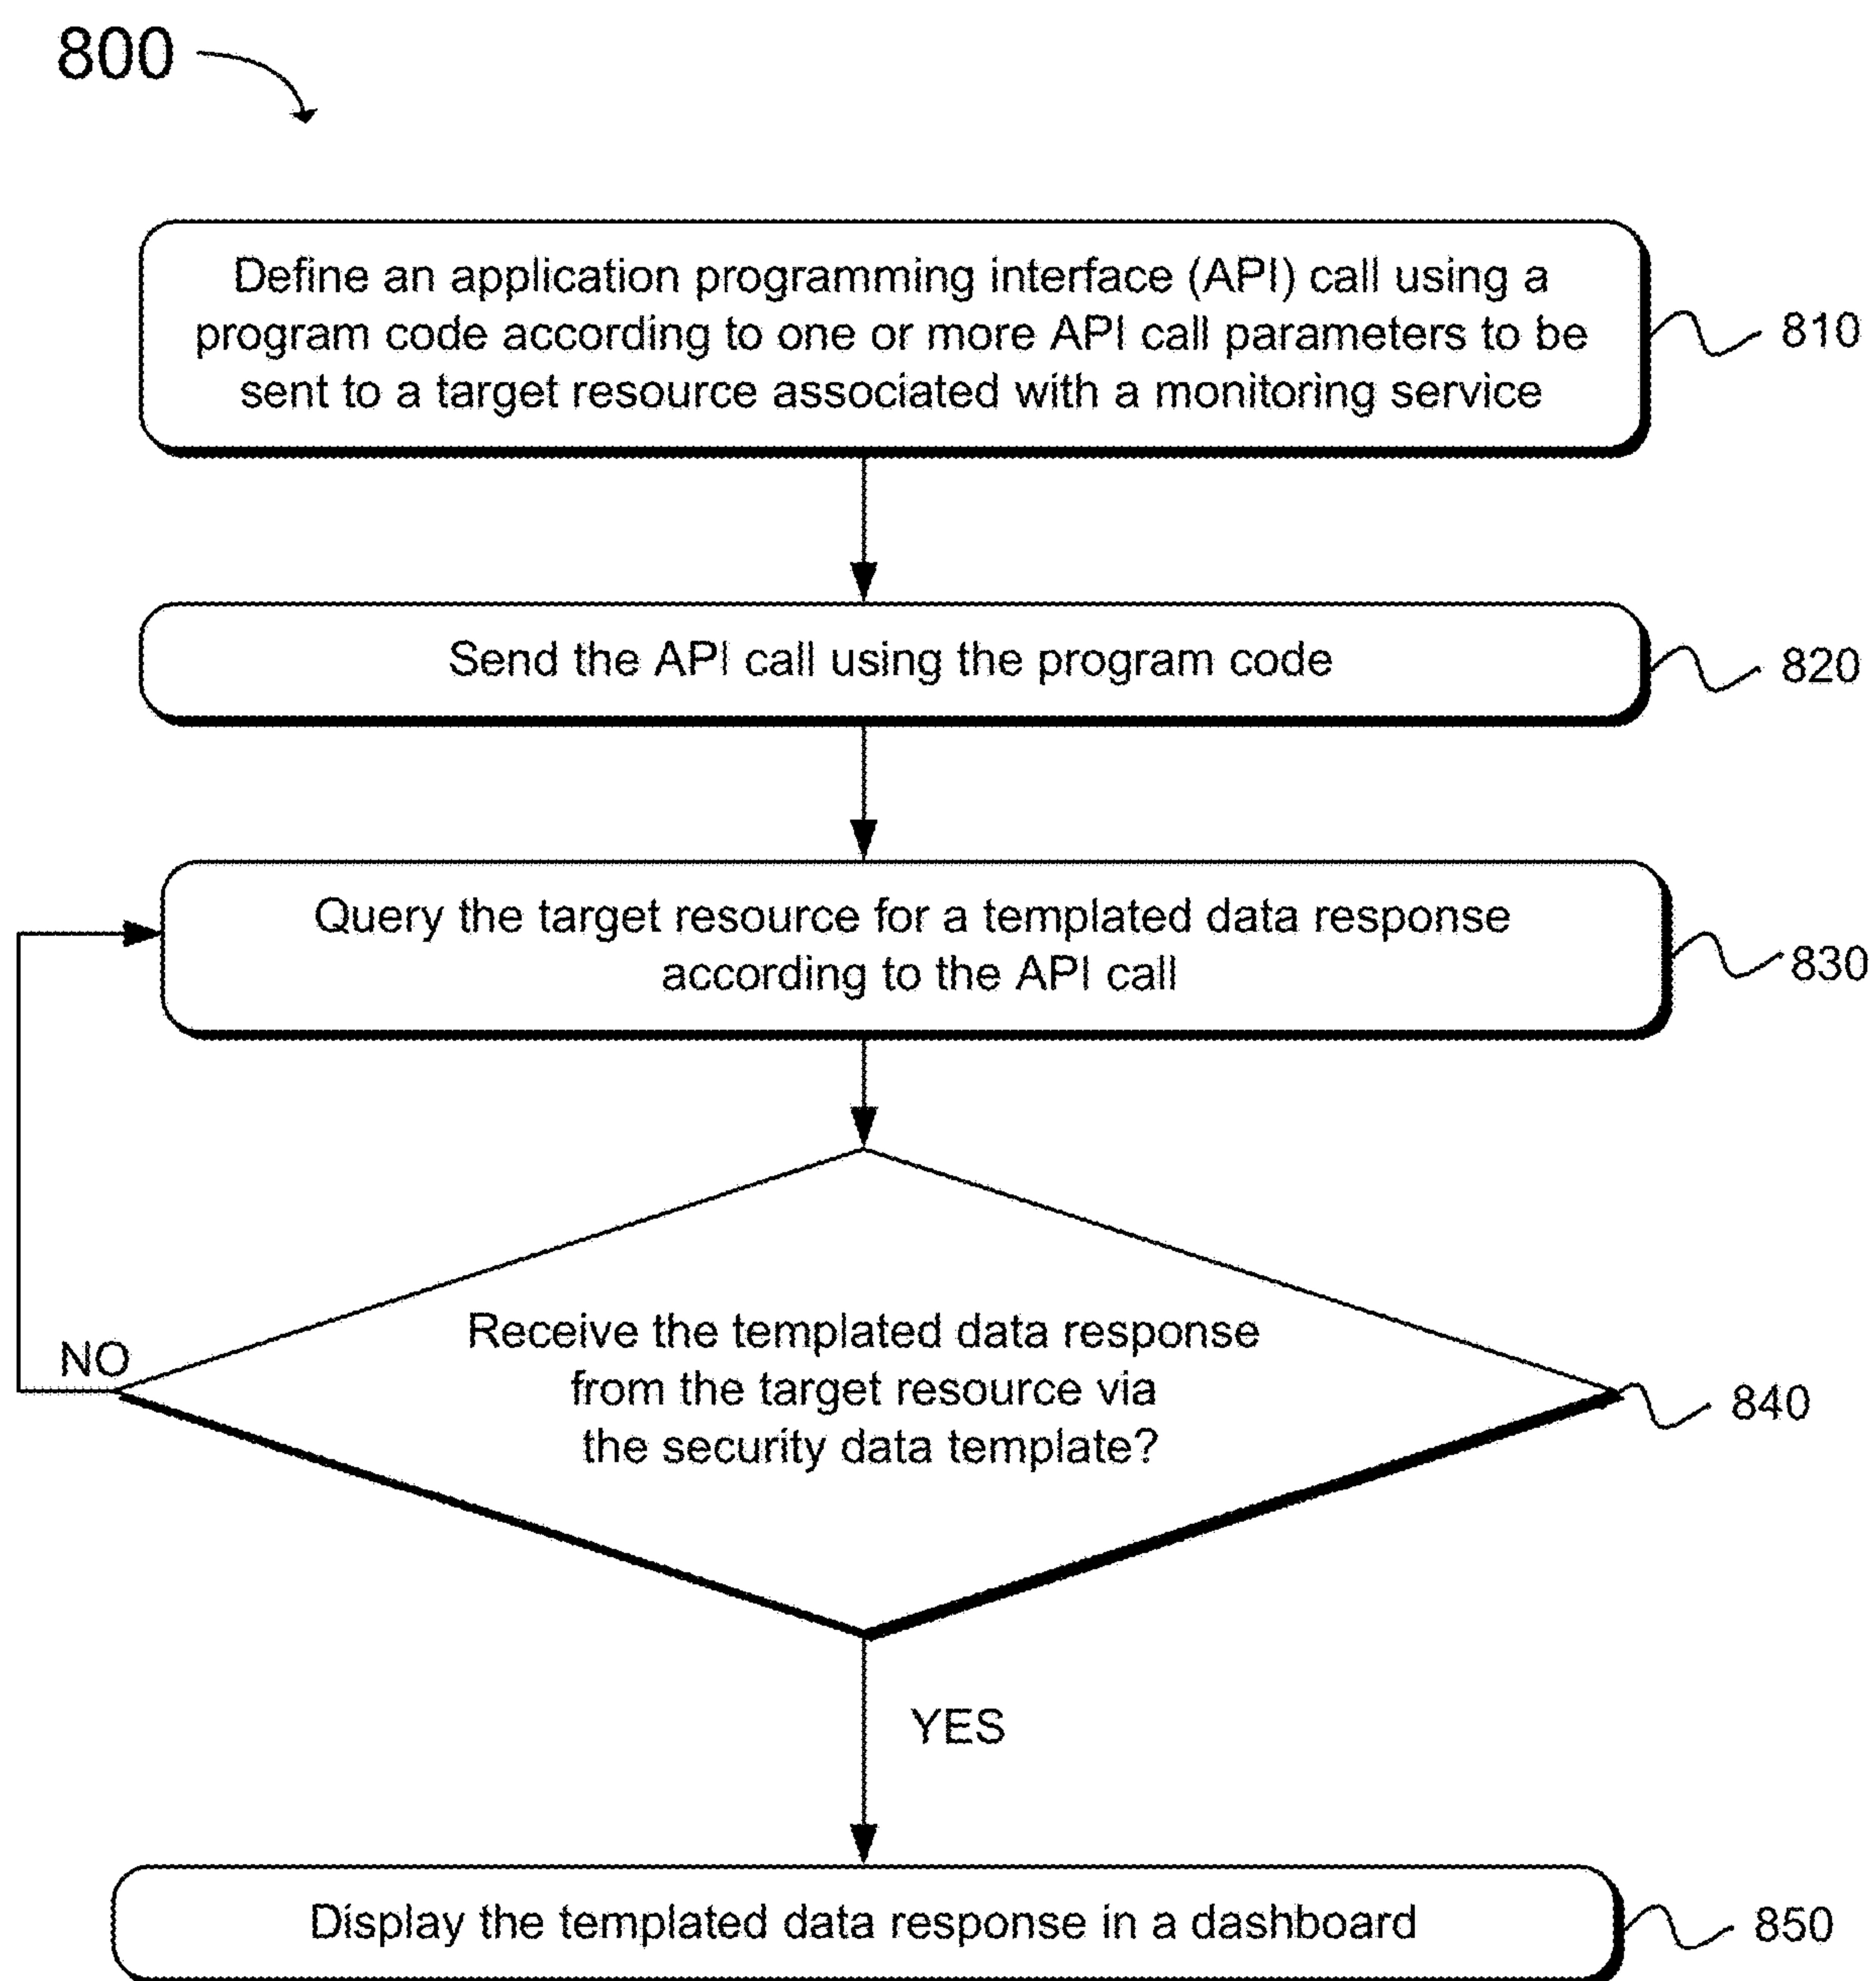 800
Define an application programming interface (API) call using a
program code according to one or more API call parameters to be
sent to a target resource associated with a monitoring service
810
Send the API call using the program code
820
Query the target resource for a templated data response
according to the API call
830
Receive the templated data response
from the target resource via
the security data template?
NO
840
YES
Display the templated data response in a dashboard
850